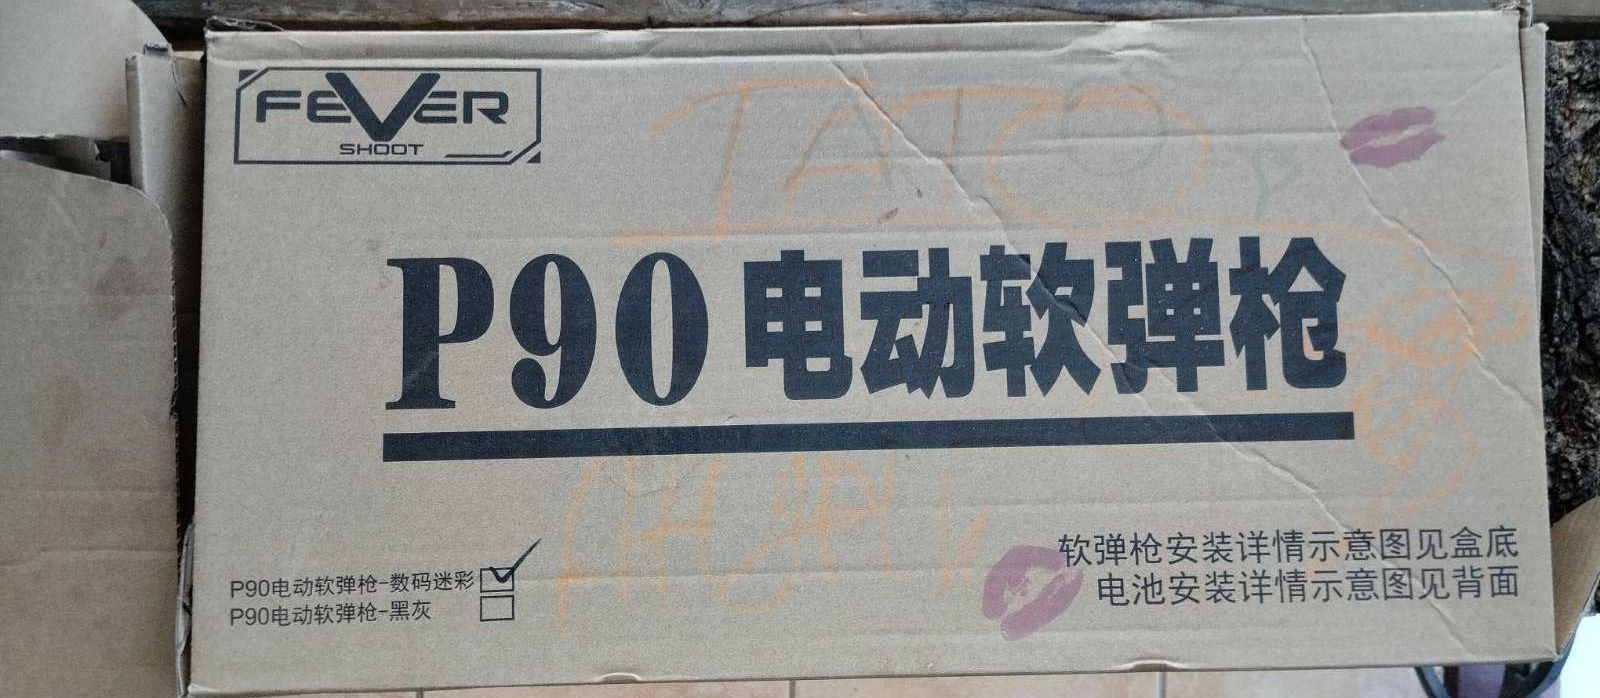 FEVER
SHOOT
TATO
P90电动软弹枪
P90电动软弹枪-数码迷彩
P90电动软弹枪-黑灰
软弹枪安装详情示意图见盒底
电池安装详情示意图见背面